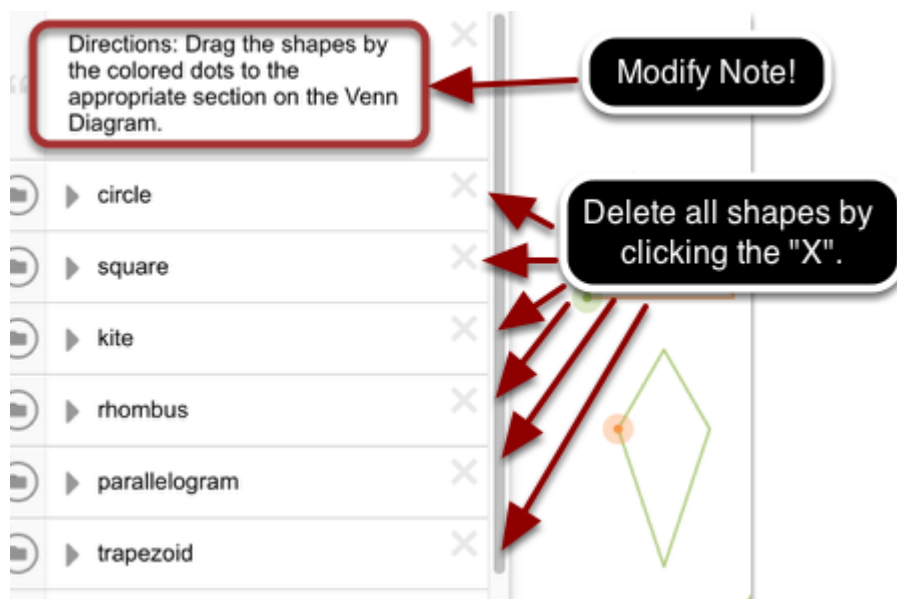 Directions: Drag the shapes by
the colored dots to the
appropriate section on the Venn
Diagram.
Modify Note!
circle
Delete all shapes by
clicking the "X".
square
kite
rhombus
parallelogram
trapezoid